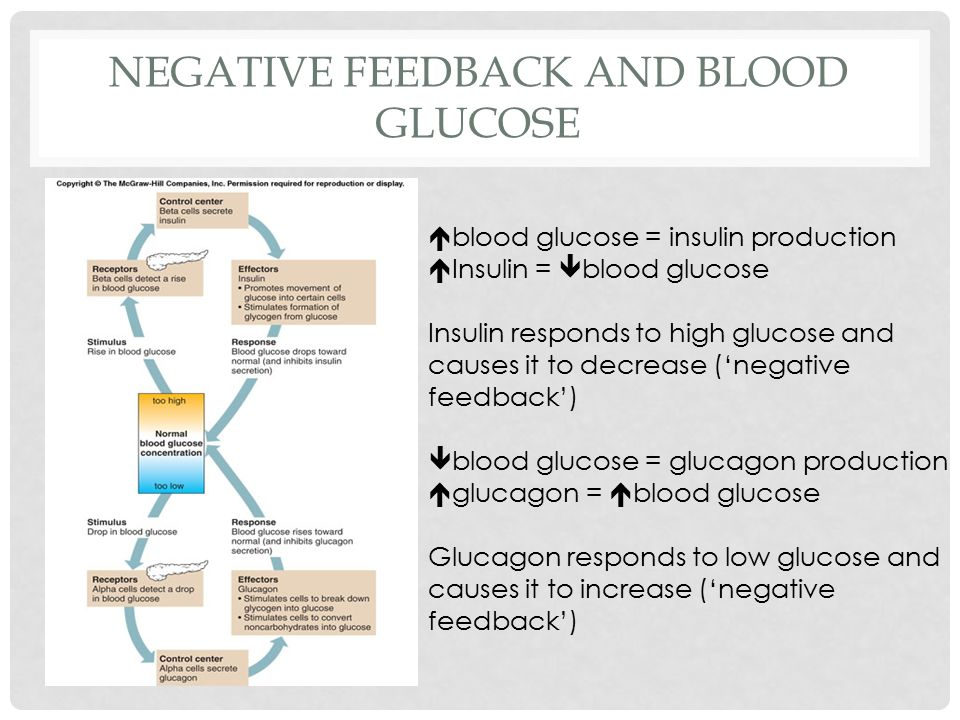 NEGATIVE FEEDBACK AND BLOOD
GLUCOSE
Copyright © The McGraw-Hill Companies, Inc. Permission required for reproduction or display.
Control center
Beta cells secrete
insulin
Receptors
Beta cells detect a rise
in blood glucose
Effectors
Insulin
• Promotes movement of
glucose into certain cells
• Stimulates formation of
glycogen from glucose
Stimulus
Rise in blood glucose
Response
Blood glucose drops toward
normal (and inhibits insulin
secretion)
too high
Normal
blood glucose
concentration
too low
Stimulus
Drop in blood glucose
Response
Blood glucose rises toward
normal (and inhibits glucagon
secretion)
Receptors
Alpha cells detect a drop
in blood glucose
Effectors
Glucagon
• Stimulates cells to break down
glycogen into glucose
• Stimulates cells to convert
noncarbohydrates into glucose
Control center
Alpha cells secrete
glucagon
🡹blood glucose = insulin production
🡹Insulin = 🡻blood glucose
Insulin responds to high glucose and
causes it to decrease (‘negative
feedback’)
🡻blood glucose = glucagon production
🡹glucagon = 🡹blood glucose
Glucagon responds to low glucose and
causes it to increase (‘negative
feedback’)